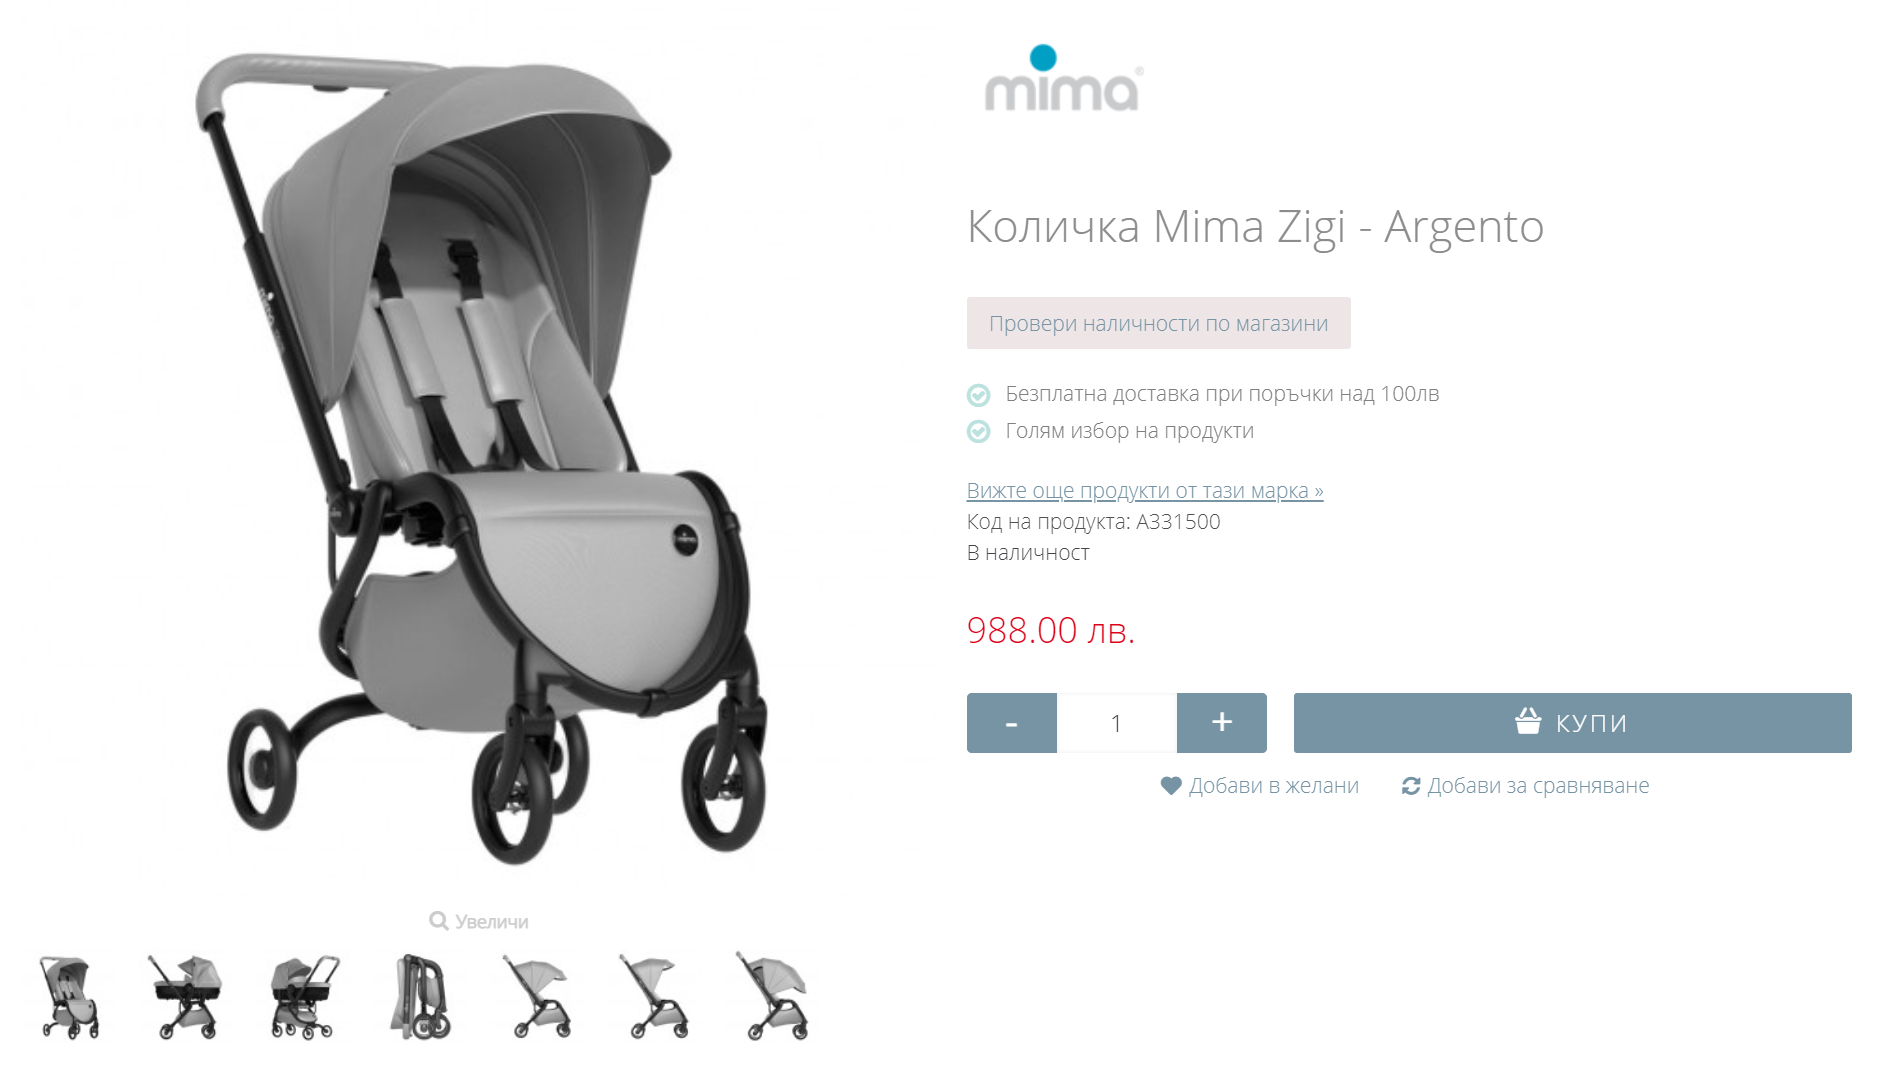 mima
Количка Mima Zigi - Argento
Провери наличности по магазини
Безплатна доставка при поръчки над 100лв
Голям избор на продукти
Вижте още продукти от тази марка »
Код на продукта: A331500
В наличност
988.00 лв.
- 1 + КУПИ
Добави в желани Добави за сравняване
Увеличи